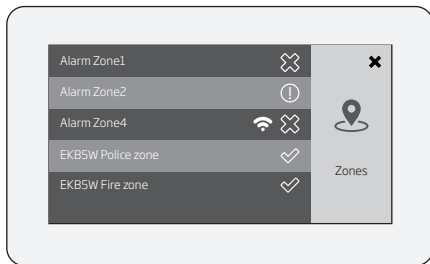 Alarm Zone1
Alarm Zone2
Alarm Zone4
EKB5W Police zone
EKB5W Fire zone
Zones